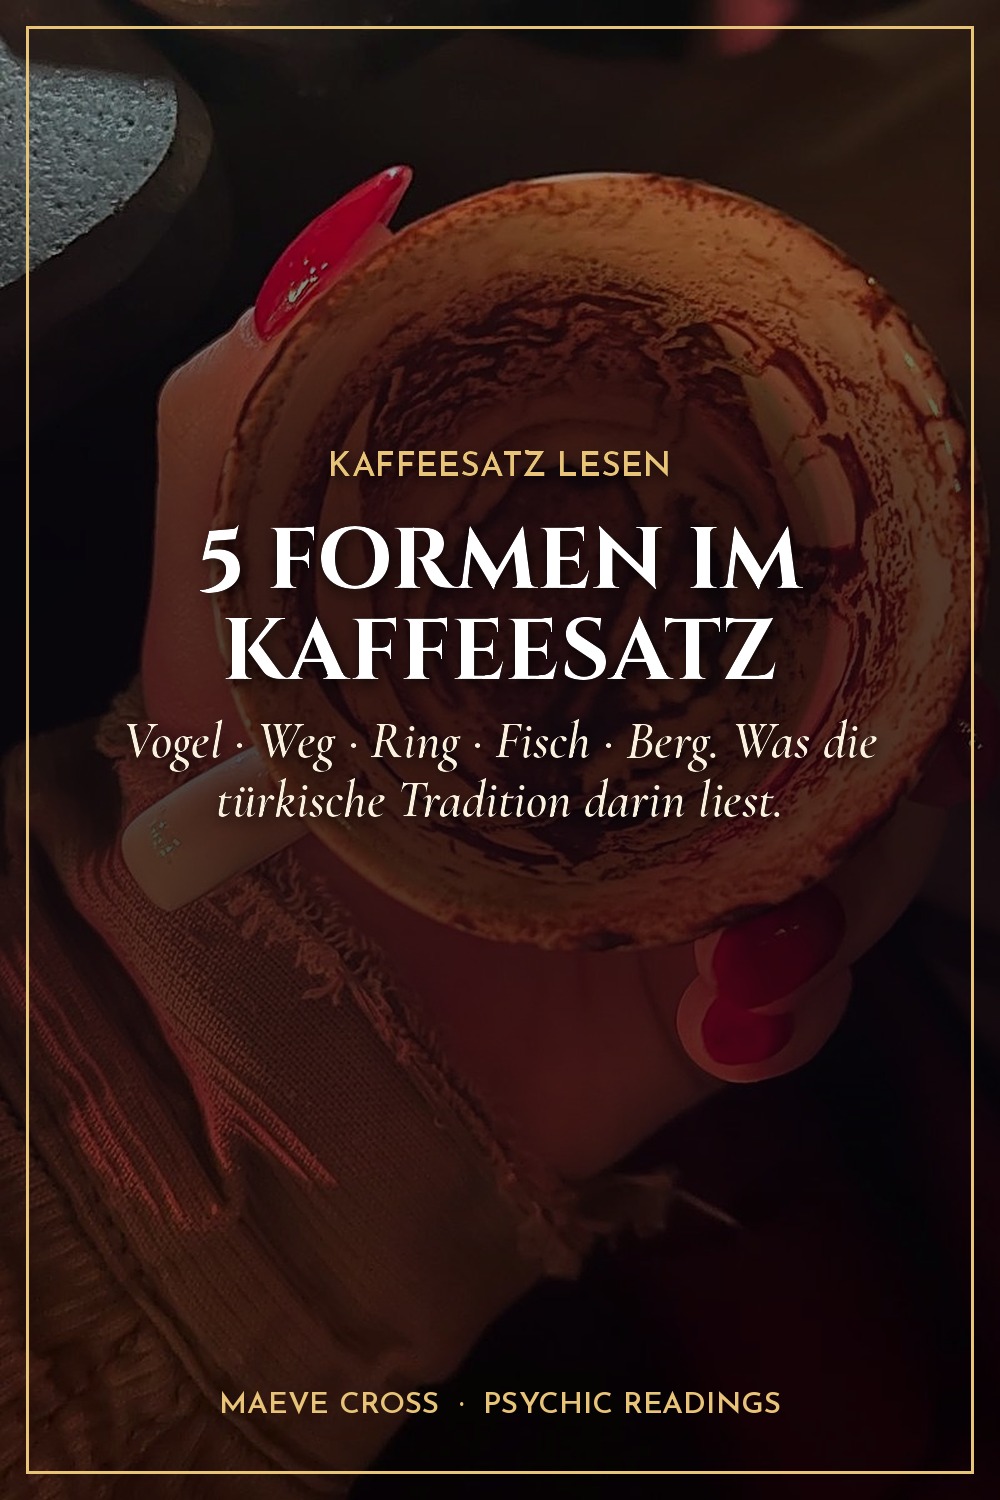 KAFFEESATZ LESEN
5 FORMEN IM
KAFFEESATZ
Vogel · Weg · Ring · Fisch · Berg. Was die
türkische Tradition darin liest.
MAEVE CROSS · PSYCHIC READINGS